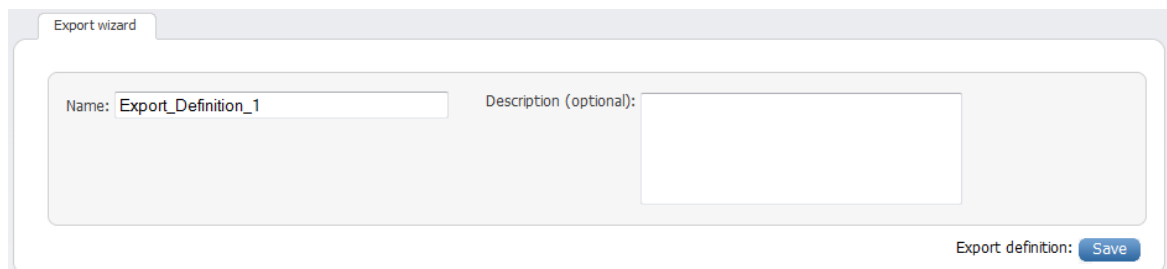 Export wizard
Name: Export_Definition_1 Description (optional):
Export definition: Save